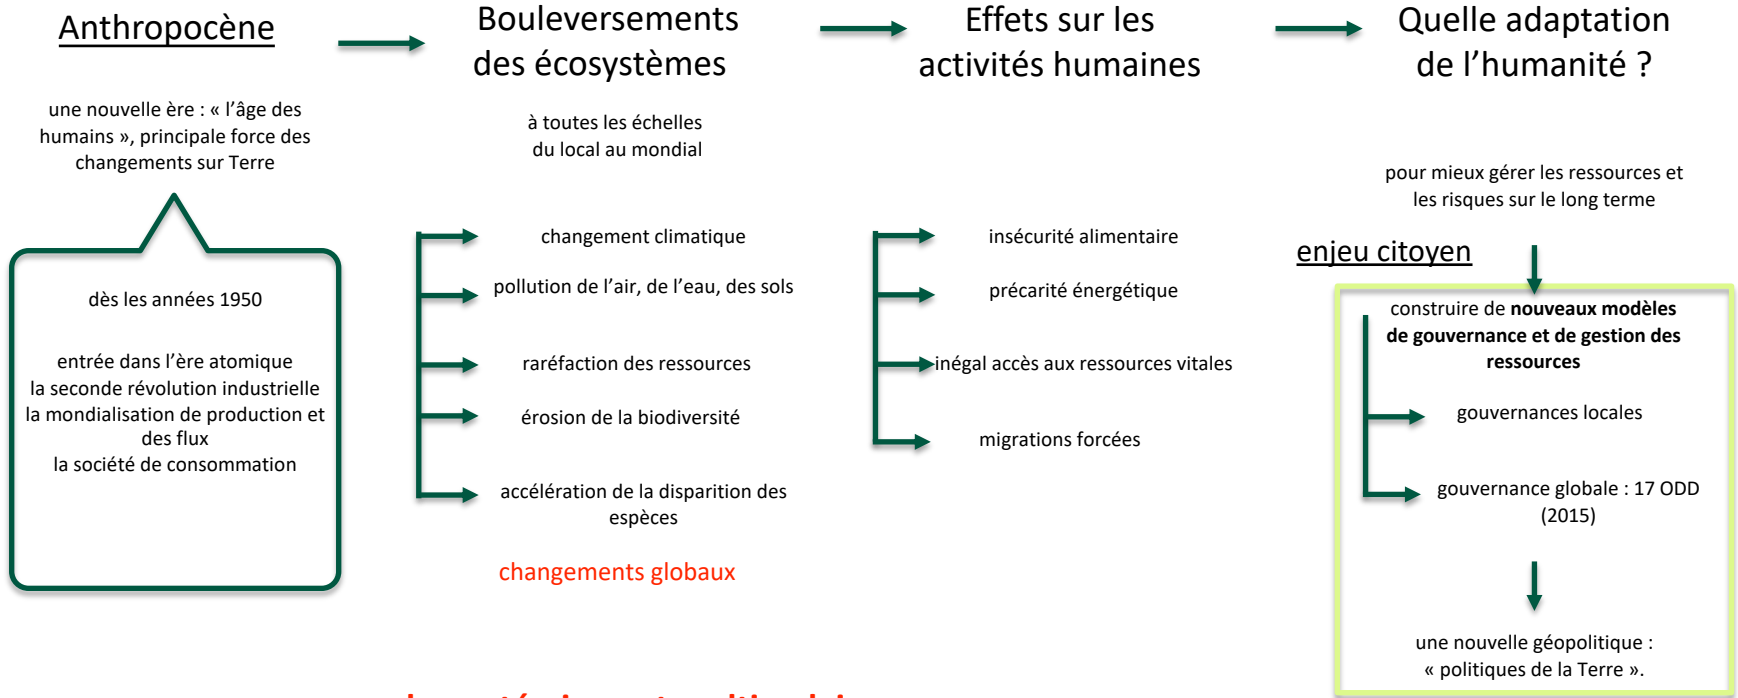 Anthropocène
une nouvelle ère : « l’âge des
humains », principale force des
changements sur Terre
dès les années 1950
entrée dans l’ère atomique
la seconde révolution industrielle
la mondialisation de production et
des flux
la société de consommation
Bouleversements
des écosystèmes
à toutes les échelles
du local au mondial
changement climatique
pollution de l’air, de l’eau, des sols
raréfaction des ressources
érosion de la biodiversité
accélération de la disparition des
espèces
changements globaux
Effets sur les
activités humaines
insécurité alimentaire
précarité énergétique
inégal accès aux ressources vitales
migrations forcées
Quelle adaptation
de l’humanité ?
pour mieux gérer les ressources et
les risques sur le long terme
enjeu citoyen
construire de nouveaux modèles
de gouvernance et de gestion des
ressources
gouvernances locales
gouvernance globale : 17 ODD
(2015)
une nouvelle géopolitique :
« politiques de la Terre ».